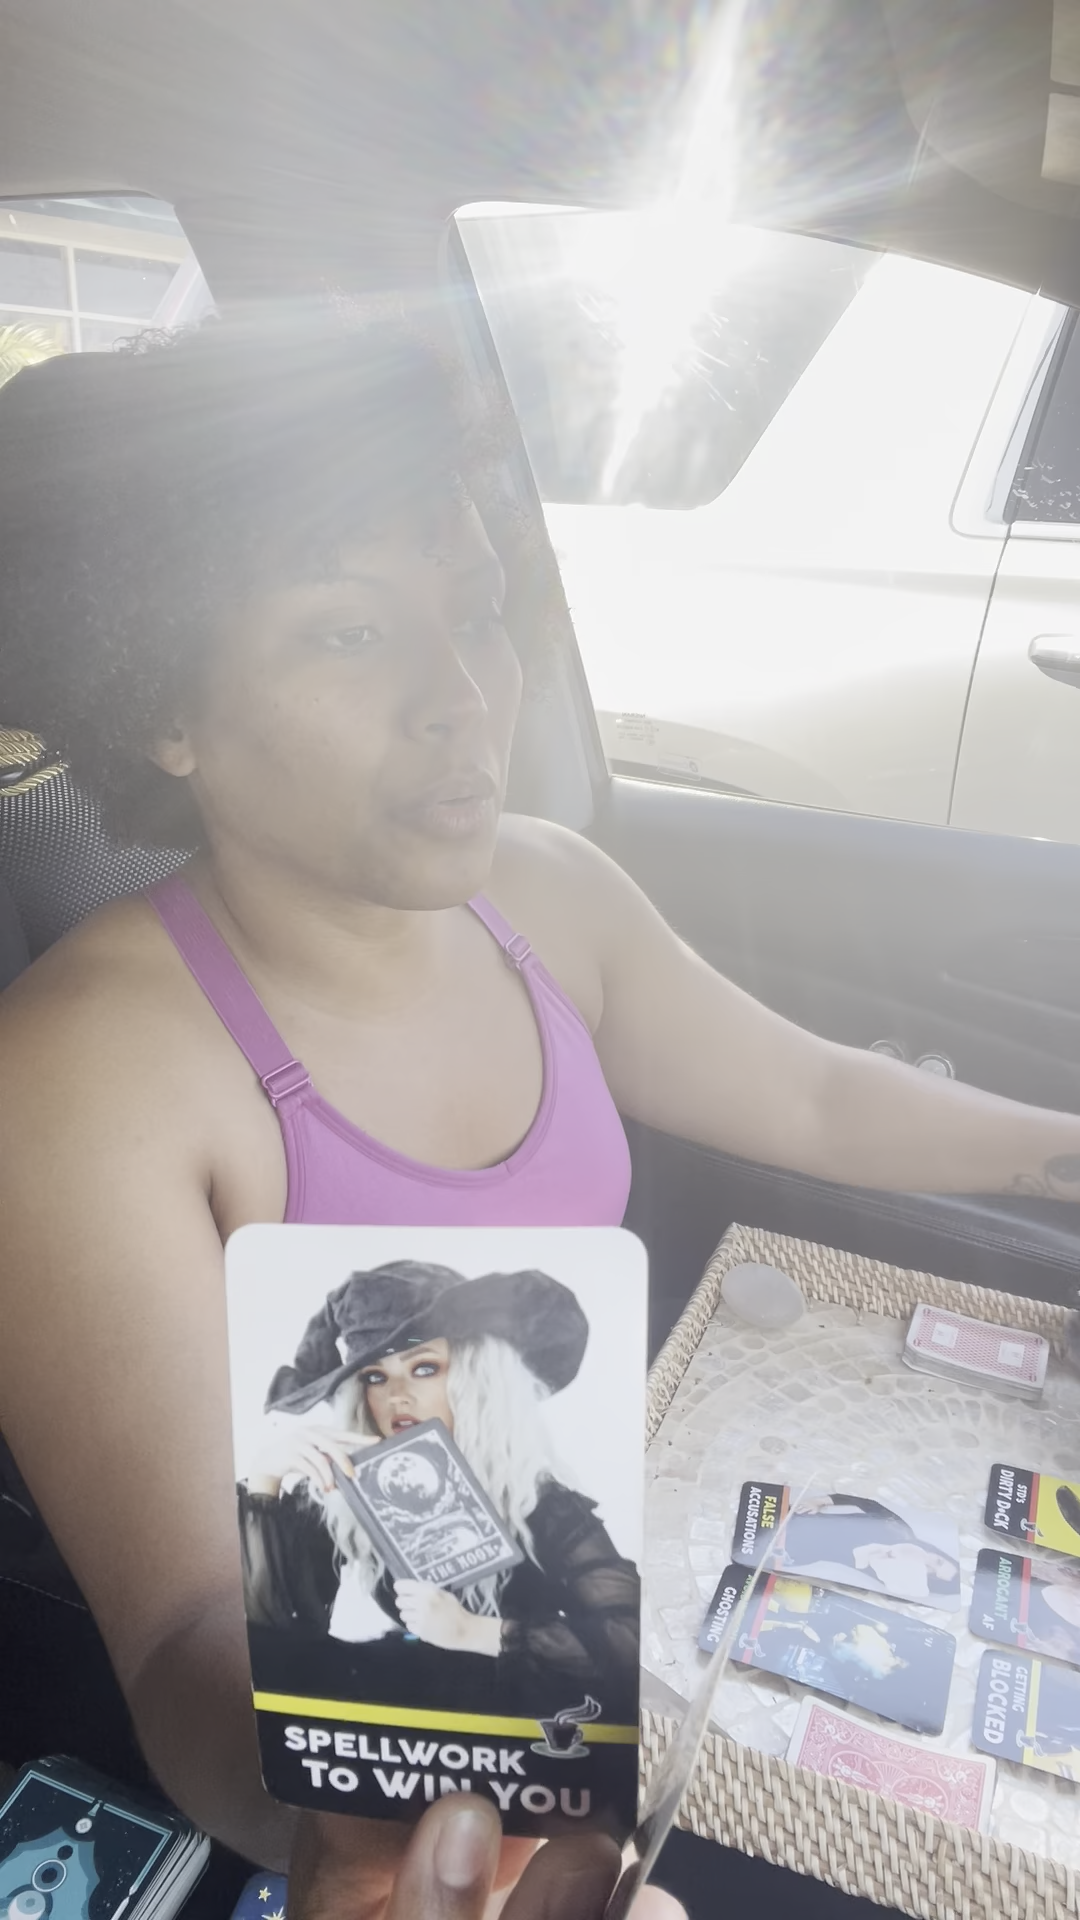 THE MOON
SPELLWORK
TO WIN YOU
FALSE
ACCUSATIONS
GHOSTING
STD's
DIRTY D*CK
ARROGANT
AF
GETTING
BLOCKED